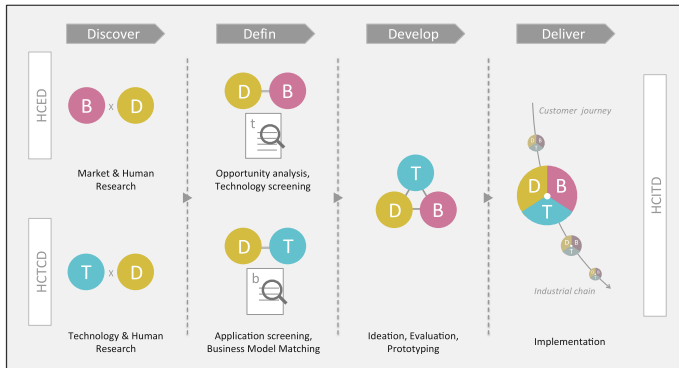 Discover
Defin
Develop
Deliver
HCED
B x D
Market & Human
Research
D B
t
Opportunity analysis,
Technology screening
HCTCD
T x D
Technology & Human
Research
D T
b
Application screening,
Business Model Matching
T
D B
Ideation, Evaluation,
Prototyping
Customer journey
D B
T
D B
T
D B
T
Industrial chain
Implementation
HCITD